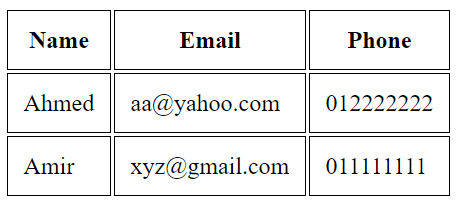 Name Email Phone
Ahmed aa@yahoo.com 012222222
Amir xyz@gmail.com 011111111